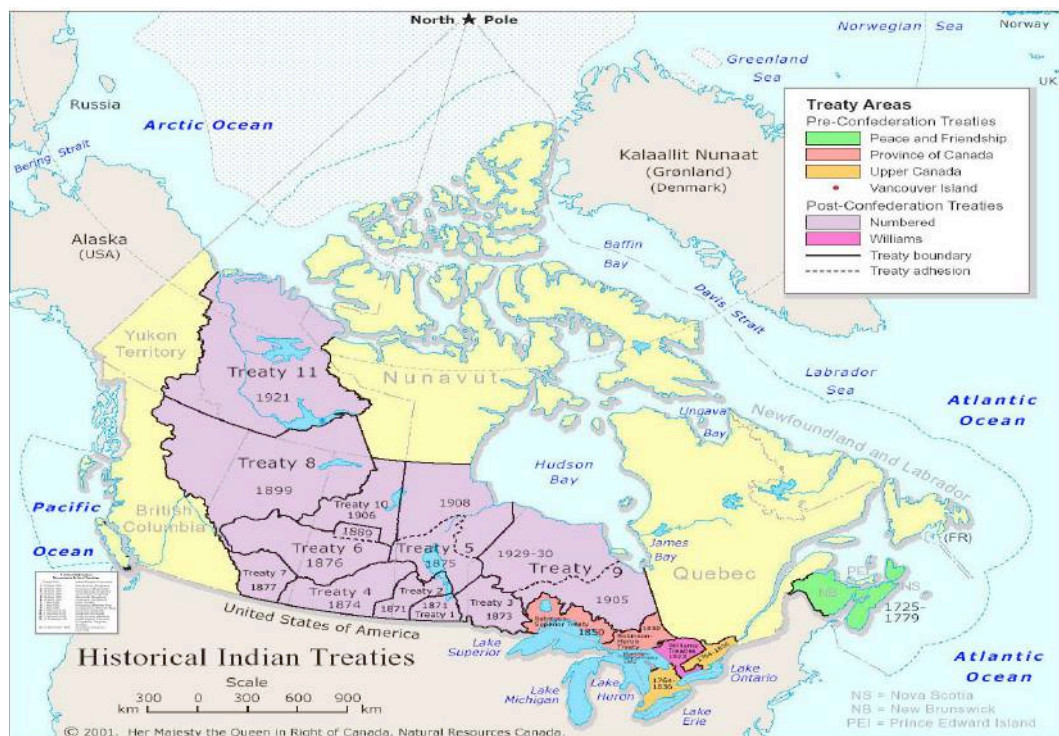 North Pole
Norwegian Sea
Norway
Greenland
Sea
UK
Russia
Arctic Ocean
Bering Strait
Kalaallit Nunaat
(Grønland)
(Denmark)
Treaty Areas
Pre-Confederation Treaties
Peace and Friendship
Province of Canada
Upper Canada
Vancouver Island
Post-Confederation Treaties
Numbered
Williams
Treaty boundary
Treaty adhesion
Alaska
(USA)
Baffin
Bay
Davis Strait
Yukon
Territory
Nunavut
Treaty 11
1921
Labrador
Sea
Atlantic
Ocean
Ungava
Bay
Newfoundland and Labrador
Hudson
Bay
Treaty 8
1899
Pacific
Ocean
British
Columbia
Treaty 10
1906
1908
1889
Treaty 6
1876
Treaty 5
1875
1929-30
James
Bay
(FR)
Treaty 9
1905
Quebec
PEI
NB
NS
1725-
1779
Treaty 7
1877
Treaty 4
1874
Treaty 2
1871
1871
Treaty 1
Treaty 3
1873
United States of America
1850
Lake
Superior
Historical Indian Treaties
Lake
Ontario
Atlantic
Ocean
Scale
300 0 300 600 900
km km
Lake
Michigan
Lake
Huron
1764-
1836
Lake
Erie
NS = Nova Scotia
NB = New Brunswick
PEI = Prince Edward Island
© 2001. Her Majesty the Queen in Right of Canada, Natural Resources Canada.